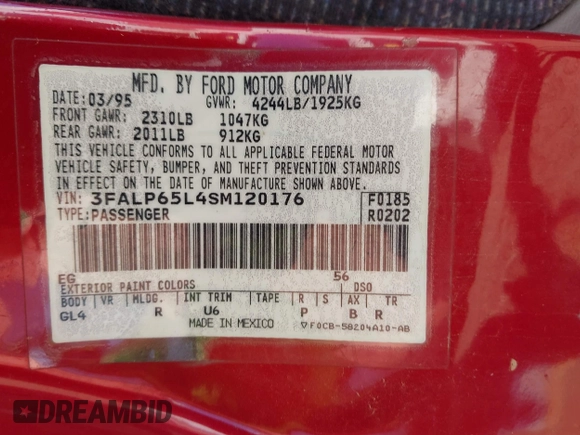 MFD. BY FORD MOTOR COMPANY
DATE: 03/95 GVWR: 4244LB/1925KG
FRONT GAWR: 2310LB 1047KG
REAR GAWR: 2011LB 912KG
THIS VEHICLE CONFORMS TO ALL APPLICABLE FEDERAL MOTOR
VEHICLE SAFETY, BUMPER, AND THEFT PREVENTION STANDARDS
IN EFFECT ON THE DATE OF MANUFACTURE SHOWN ABOVE.
VIN: 3FALP65L4SM120176 F0185
TYPE: PASSENGER R0202
EG 56
EXTERIOR PAINT COLORS DSO
BODY VR MLDG. INT TRIM TAPE R S AX TR
GL4 R U6 P B R
MADE IN MEXICO ▽F0CB-58204A10-AB
DREAMBID